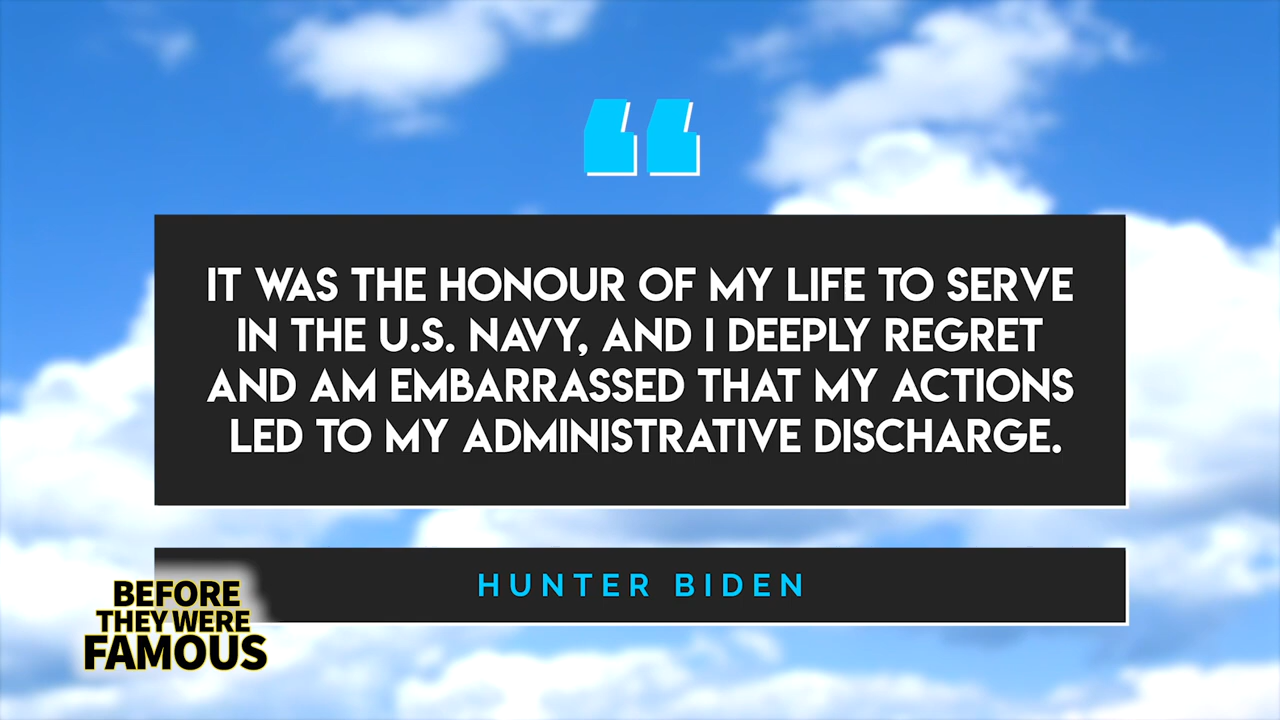 IT WAS THE HONOUR OF MY LIFE TO SERVE
IN THE U.S. NAVY, AND I DEEPLY REGRET
AND AM EMBARRASSED THAT MY ACTIONS
LED TO MY ADMINISTRATIVE DISCHARGE.
HUNTER BIDEN
BEFORE
THEY WERE
FAMOUS